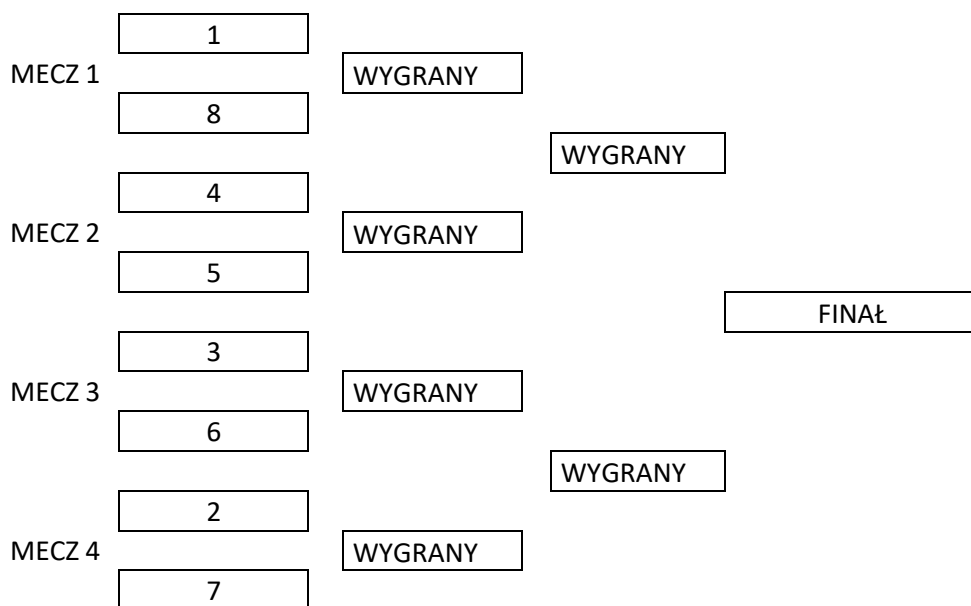 1
MECZ 1
WYGRANY
8
WYGRANY
4
MECZ 2
WYGRANY
5
FINAŁ
3
MECZ 3
WYGRANY
6
WYGRANY
2
MECZ 4
WYGRANY
7